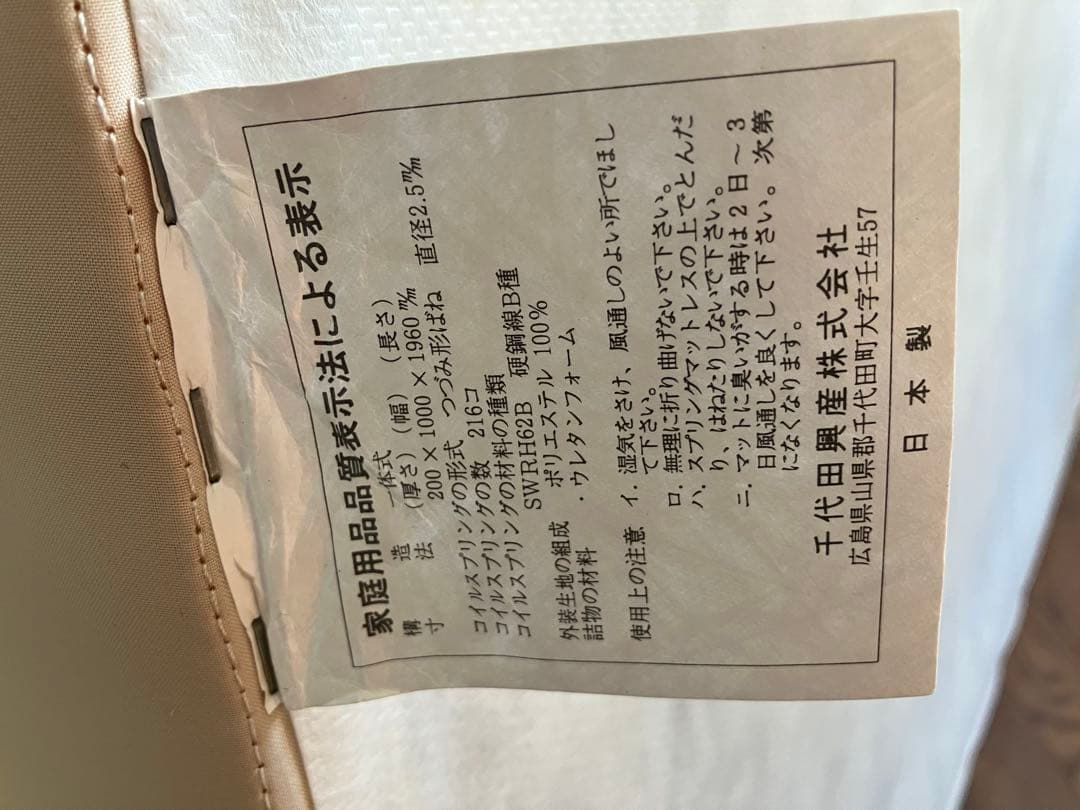 家庭用品品質表示法による表示
構造 一体式
(厚さ) (幅) (長さ)
寸法 200×1000×1960㎜
コイルスプリングの形式 つづみ形ばね 直径2.5㎜
コイルスプリングの数 216コ
コイルスプリングの材料の種類
SWRH62B 硬鋼線B種
外装生地の組成 ポリエステル 100%
詰物の材料 ・ウレタンフォーム
使用上の注意 イ. 湿気をさけ、風通しのよい所でほし
て下さい。
ロ. 無理に折り曲げないで下さい。
ハ. スプリングマットレスの上でとんだ
り、はねたりしないで下さい。
ニ. マットに臭いがする時は2日~3
日風通しを良くして下さい。次第
になくなります。
千代田興産株式会社
広島県山県郡千代田町大字壬生57
日本製